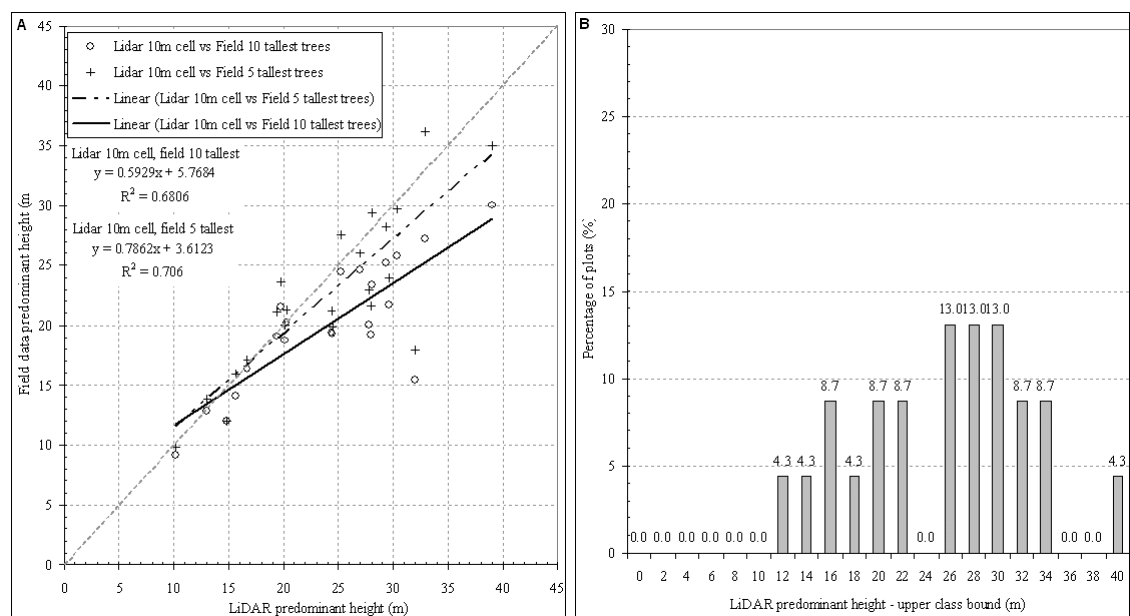 A
45
40
35
30
25
20
15
10
5
0
Field data predominant height (m)
Lidar 10m cell vs Field 10 tallest trees
Lidar 10m cell vs Field 5 tallest trees
Linear (Lidar 10m cell vs Field 5 tallest trees)
Linear (Lidar 10m cell vs Field 10 tallest trees)
Lidar 10m cell, field 10 tallest
y = 0.5929x + 5.7684
R² = 0.6806
Lidar 10m cell, field 5 tallest
y = 0.7862x + 3.6123
R² = 0.706
0 5 10 15 20 25 30 35 40 45
LiDAR predominant height (m)
B
30
25
20
15
10
5
0
Percentage of plots (%)
0.0 0.0 0.0 0.0 0.0 0.0 4.3 4.3 8.7 4.3 8.7 8.7 0.0 13.0 13.0 13.0 8.7 8.7 0.0 0.0 4.3
0 2 4 6 8 10 12 14 16 18 20 22 24 26 28 30 32 34 36 38 40
LiDAR predominant height - upper class bound (m)